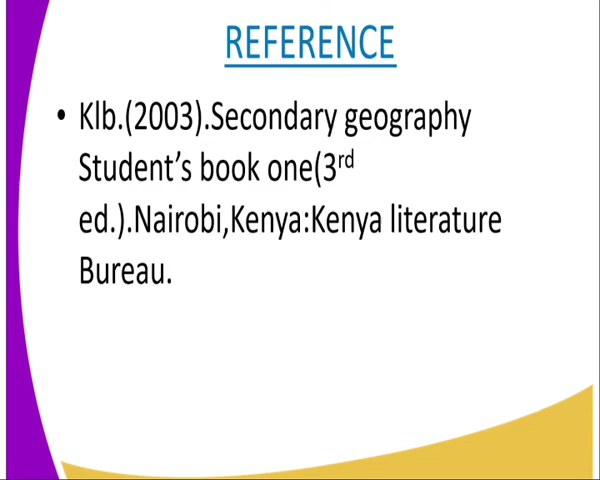 REFERENCE
• Klb.(2003).Secondary geography
Student’s book one(3rd
ed.).Nairobi,Kenya:Kenya literature
Bureau.